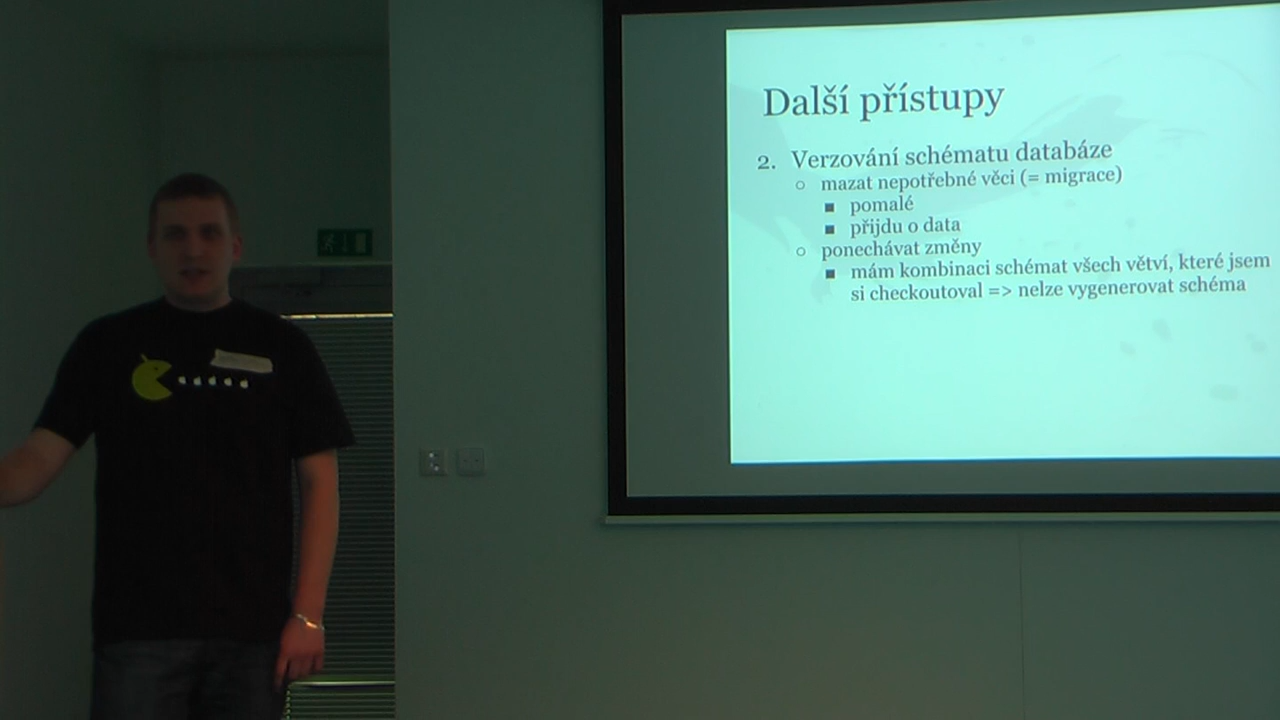 Další přístupy
2. Verzování schématu databáze
○ mazat nepotřebné věci (= migrace)
■ pomalé
■ přijdu o data
○ ponechávat změny
■ mám kombinaci schémat všech větví, které jsem
si checkoutoval => nelze vygenerovat schéma